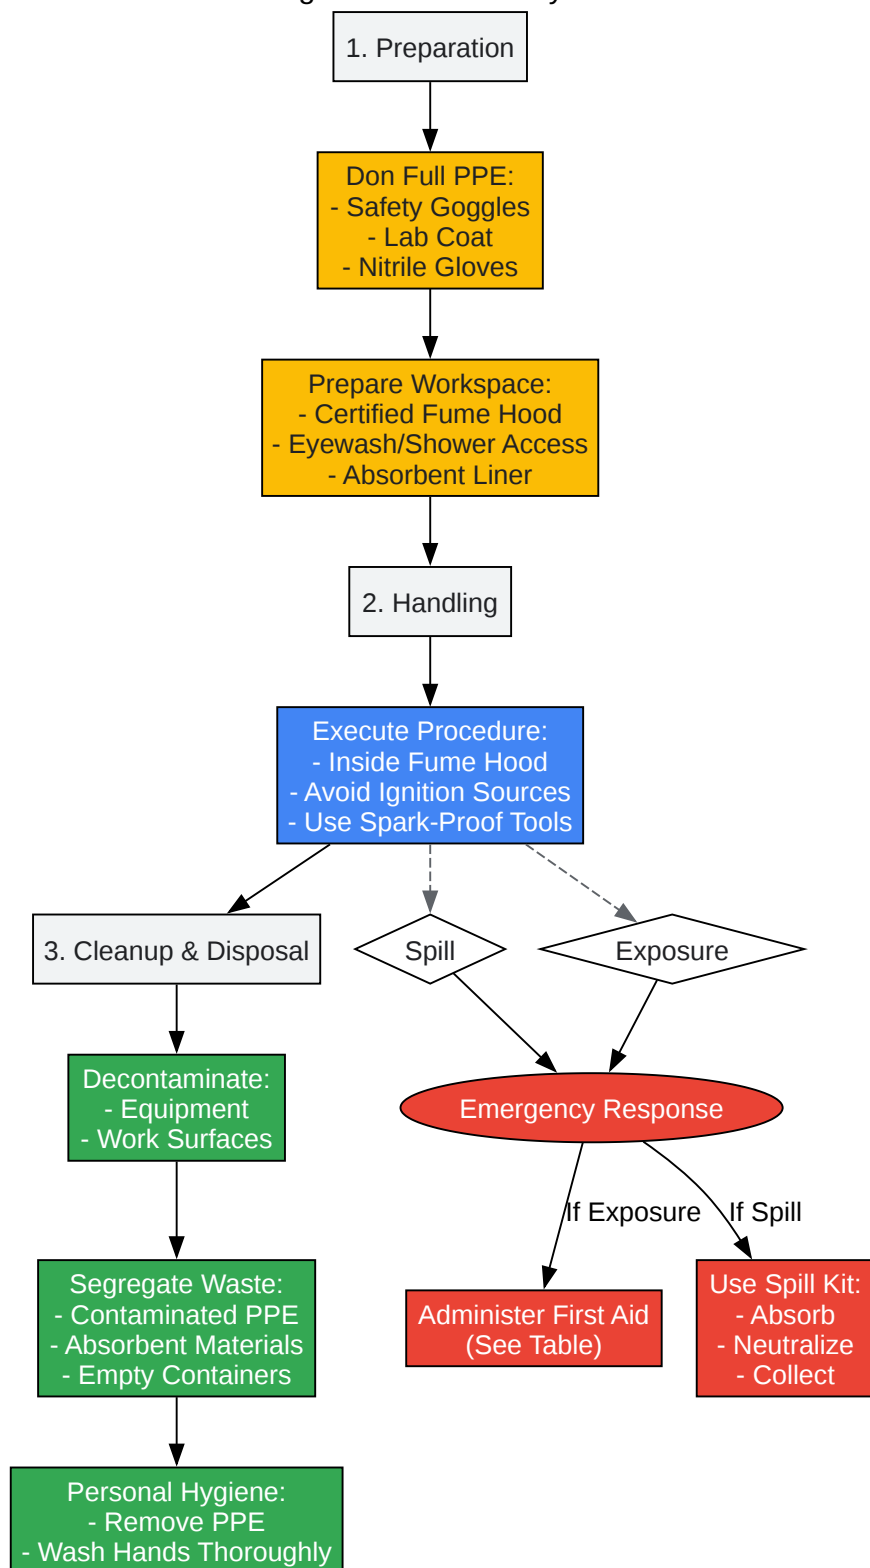 1. Preparation
Don Full PPE:
- Safety Goggles
- Lab Coat
- Nitrile Gloves
Prepare Workspace:
- Certified Fume Hood
- Eyewash/Shower Access
- Absorbent Liner
2. Handling
Execute Procedure:
- Inside Fume Hood
- Avoid Ignition Sources
- Use Spark-Proof Tools
3. Cleanup & Disposal
Spill
Exposure
Decontaminate:
- Equipment
- Work Surfaces
Emergency Response
If Exposure
If Spill
Segregate Waste:
- Contaminated PPE
- Absorbent Materials
- Empty Containers
Administer First Aid
(See Table)
Use Spill Kit:
- Absorb
- Neutralize
- Collect
Personal Hygiene:
- Remove PPE
- Wash Hands Thoroughly